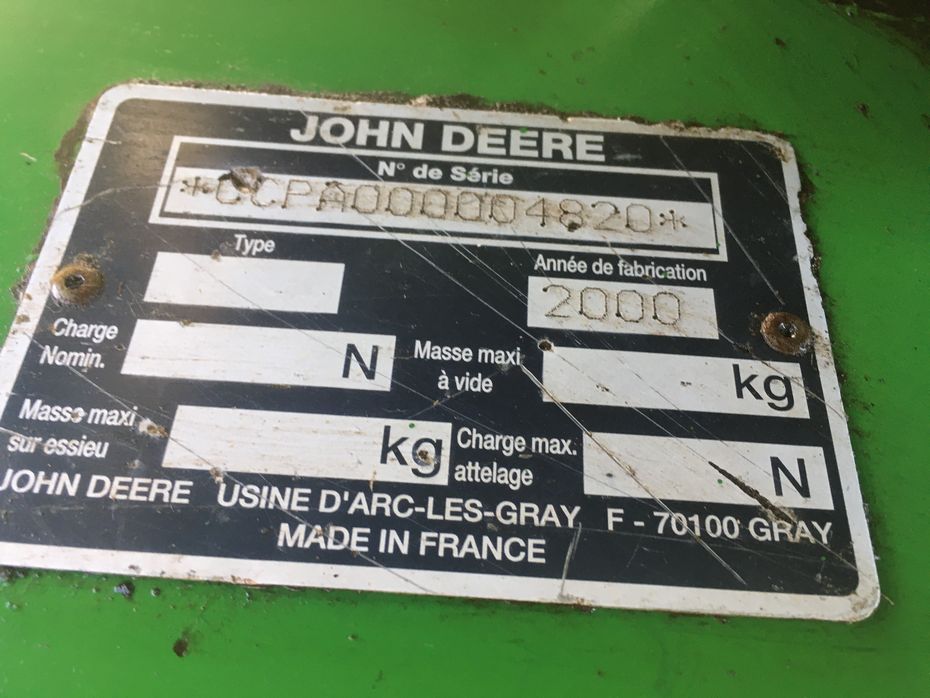 JOHN DEERE
N° de Série
*CCPA0000004820*
Type
Année de fabrication
2000
Charge
Nomin.
N
Masse maxi
à vide
kg
Masse maxi
sur essieu
kg
Charge max.
attelage
N
JOHN DEERE USINE D'ARC-LES-GRAY F - 70100 GRAY
MADE IN FRANCE